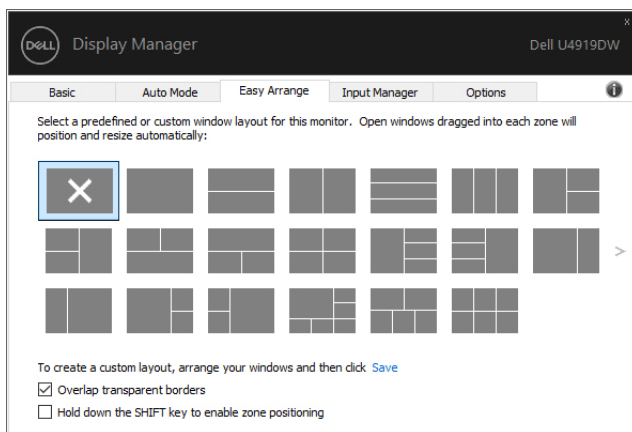 x
DELL Display Manager Dell U4919DW
Basic Auto Mode Easy Arrange Input Manager Options i
Select a predefined or custom window layout for this monitor. Open windows dragged into each zone will
position and resize automatically:
To create a custom layout, arrange your windows and then click Save
Overlap transparent borders
Hold down the SHIFT key to enable zone positioning